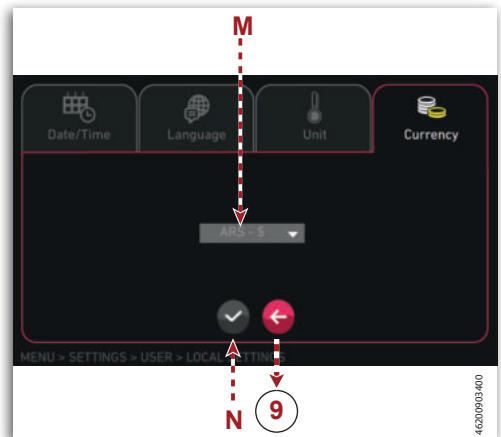 M
Date/Time Language Unit Currency
ARS - $
MENU > SETTINGS > USER > LOCAL SETTINGS
N 9
46200903400